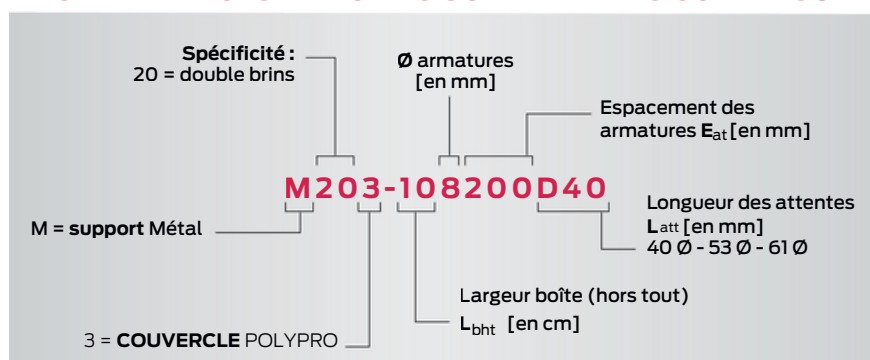 Spécificité :
20 = double brins
Ø armatures
[en mm]
Espacement des
armatures Eat [en mm]
M203-108200D40
M = support Métal
Longueur des attentes
Latt [en mm]
40 Ø - 53 Ø - 61 Ø
Largeur boîte (hors tout)
Lbht [en cm]
3 = COUVERCLE POLYPRO